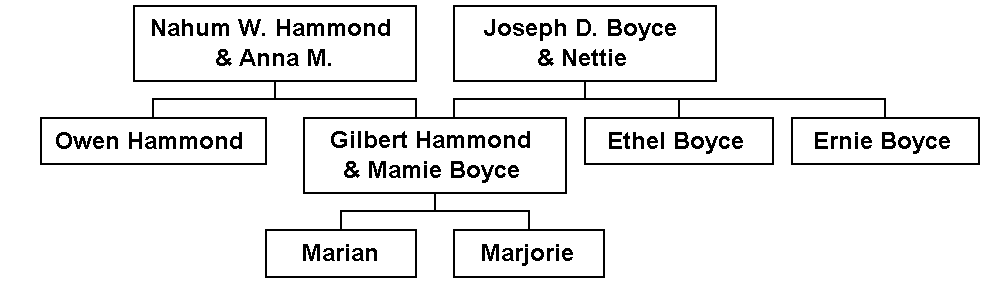 Nahum W. Hammond
& Anna M.
Joseph D. Boyce
& Nettie
Owen Hammond
Gilbert Hammond
& Mamie Boyce
Ethel Boyce
Ernie Boyce
Marian
Marjorie